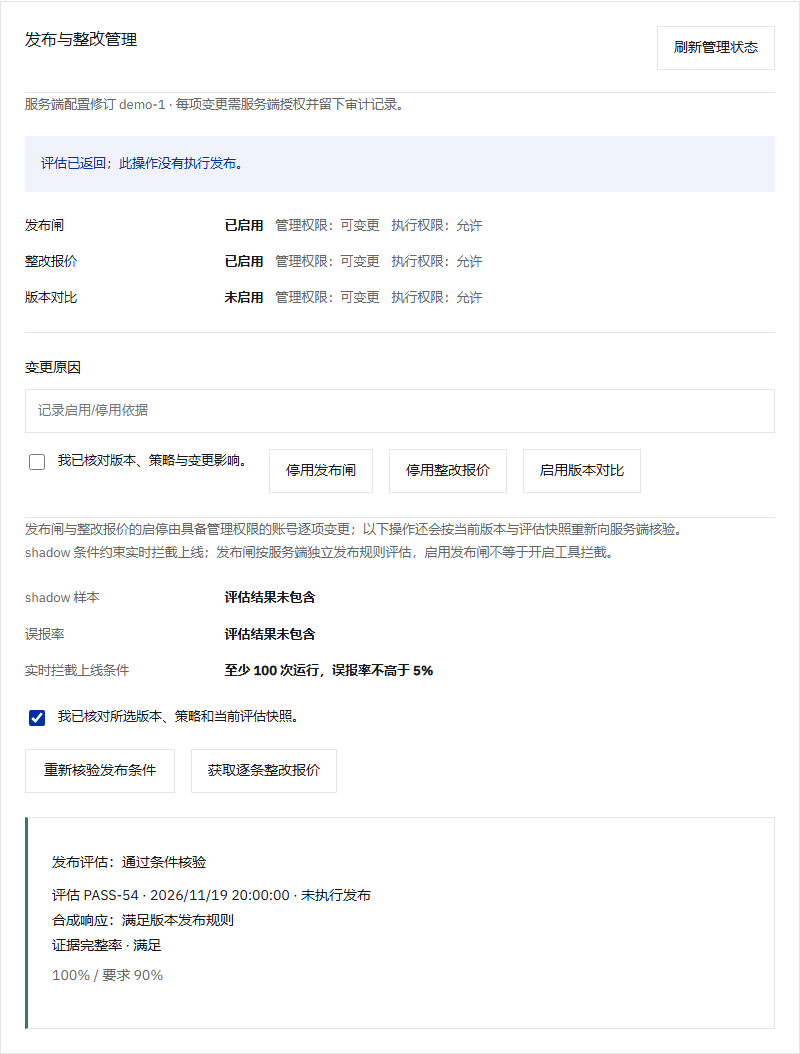 发布与整改管理
刷新管理状态
服务端配置修订 demo-1 · 每项变更需服务端授权并留下审计记录。
评估已返回；此操作没有执行发布。
发布闸 已启用 管理权限：可变更 执行权限：允许
整改报价 已启用 管理权限：可变更 执行权限：允许
版本对比 未启用 管理权限：可变更 执行权限：允许
变更原因
记录启用/停用依据
我已核对版本、策略与变更影响。 停用发布闸 停用整改报价 启用版本对比
发布闸与整改报价的启停由具备管理权限的账号逐项变更；以下操作还会按当前版本与评估快照重新向服务端核验。
shadow 条件约束实时拦截上线；发布闸按服务端独立发布规则评估，启用发布闸不等于开启工具拦截。
shadow 样本 评估结果未包含
误报率 评估结果未包含
实时拦截上线条件 至少 100 次运行，误报率不高于 5%
我已核对所选版本、策略和当前评估快照。
重新核验发布条件 获取逐条整改报价
发布评估：通过条件核验
评估 PASS-54 · 2026/11/19 20:00:00 · 未执行发布
合成响应：满足版本发布规则
证据完整率 · 满足
100% / 要求 90%